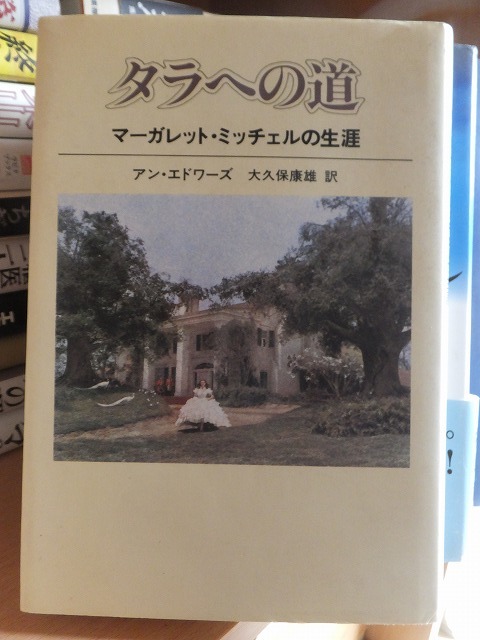 タラへの道
マーガレット・ミッチェルの生涯
アン・エドワーズ 大久保康雄 訳